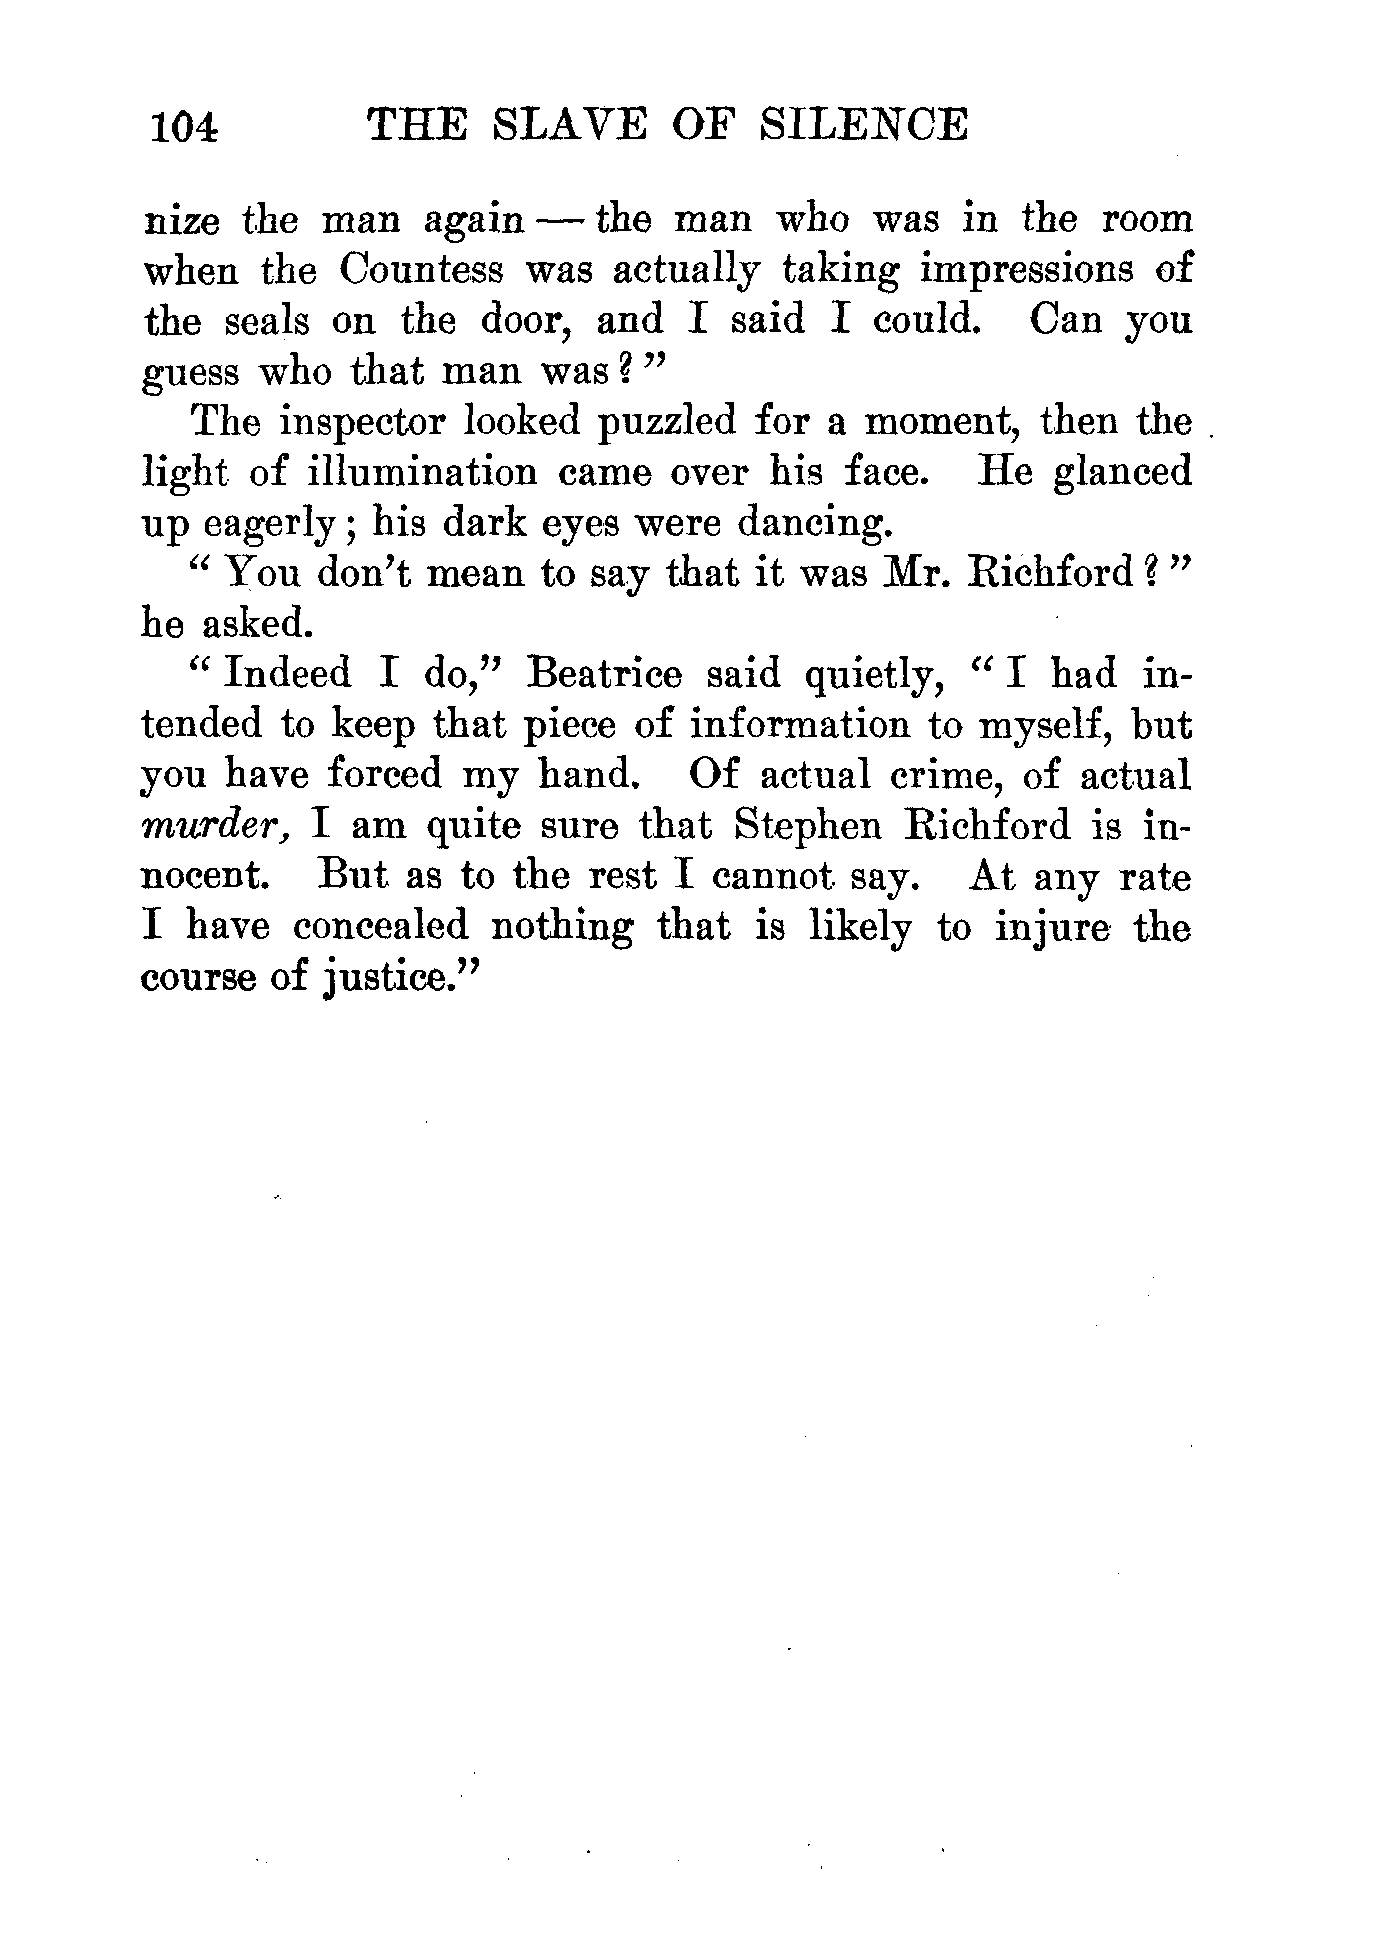 104 THE SLAVE OF SILENCE
nize the man again — the man who was in the room
when the Countess was actually taking impressions of
the seals on the door, and I said I could. Can you
guess who that man was? ”
The inspector looked puzzled for a moment, then the
light of illumination came over his face. He glanced
up eagerly; his dark eyes were dancing.
“ You don’t mean to say that it was Mr. Richford? ”
he asked.
“ Indeed I do,” Beatrice said quietly, “ I had in-
tended to keep that piece of information to myself, but
you have forced my hand. Of actual crime, of actual
murder, I am quite sure that Stephen Richford is in-
nocent. But as to the rest I cannot say. At any rate
I have concealed nothing that is likely to injure the
course of justice.”